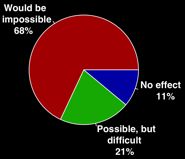 Would be
impossible
68%
No effect
11%
Possible, but
difficult
21%